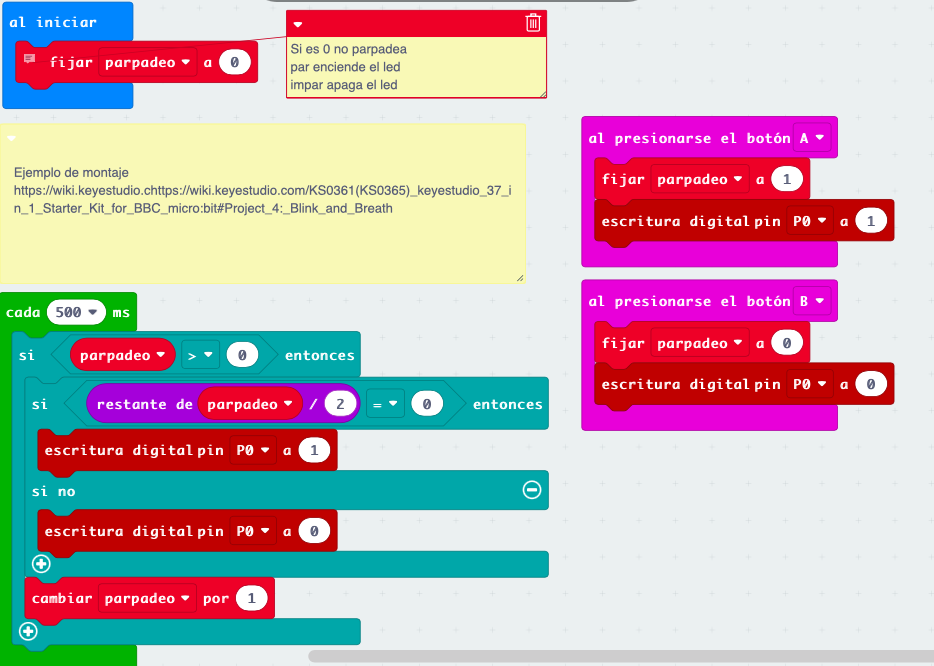 al iniciar
fijar parpadeo a 0
Si es 0 no parpadea
par enciende el led
impar apaga el led
Ejemplo de montaje
https://wiki.keyestudio.chttps://wiki.keyestudio.com/KS0361(KS0365)_keyestudio_37_i
n_1_Starter_Kit_for_BBC_micro:bit#Project_4:_Blink_and_Breath
al presionarse el botón A
fijar parpadeo a 1
escritura digital pin P0 a 1
al presionarse el botón B
fijar parpadeo a 0
escritura digital pin P0 a 0
cada 500 ms
si parpadeo > 0 entonces
si restante de parpadeo / 2 = 0 entonces
escritura digital pin P0 a 1
si no
escritura digital pin P0 a 0
cambiar parpadeo por 1